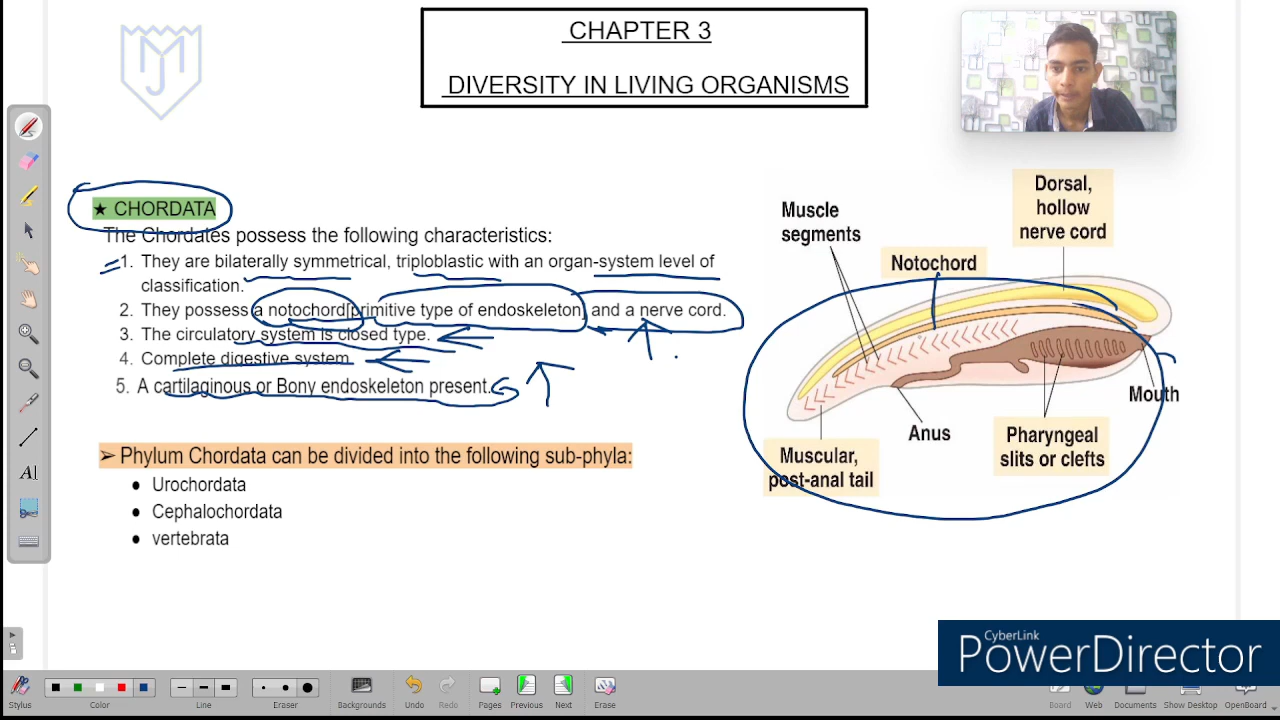 CHAPTER 3
DIVERSITY IN LIVING ORGANISMS
★ CHORDATA
The Chordates possess the following characteristics:
1. They are bilaterally symmetrical, triploblastic with an organ-system level of
classification.
2. They possess a notochord[primitive type of endoskeleton] and a nerve cord.
3. The circulatory system is closed type.
4. Complete digestive system
5. A cartilaginous or Bony endoskeleton present.
➢ Phylum Chordata can be divided into the following sub-phyla:
● Urochordata
● Cephalochordata
● vertebrata
Dorsal,
hollow
nerve cord
Muscle
segments
Notochord
Mouth
Anus
Pharyngeal
slits or clefts
Muscular,
post-anal tail
CyberLink
PowerDirector
Stylus
Color
Line
Eraser
Backgrounds
Undo
Redo
Pages
Previous
Next
Erase
Board
Web
Documents
Show Desktop
OpenBoard